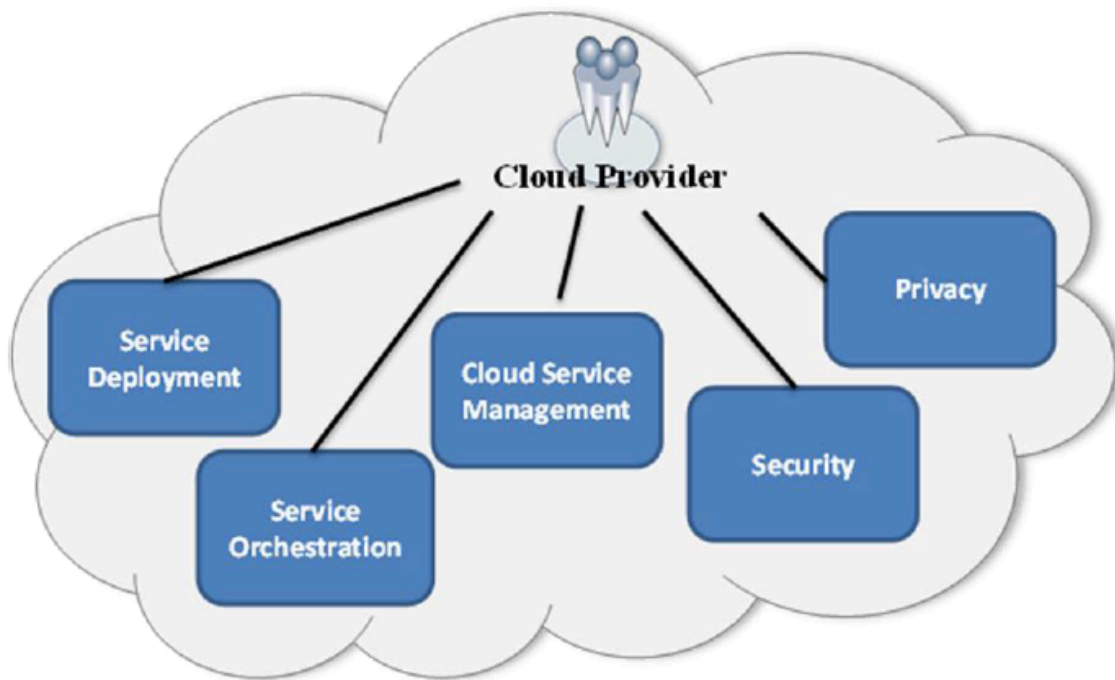 Cloud Provider
Service
Deployment
Service
Orchestration
Cloud Service
Management
Security
Privacy